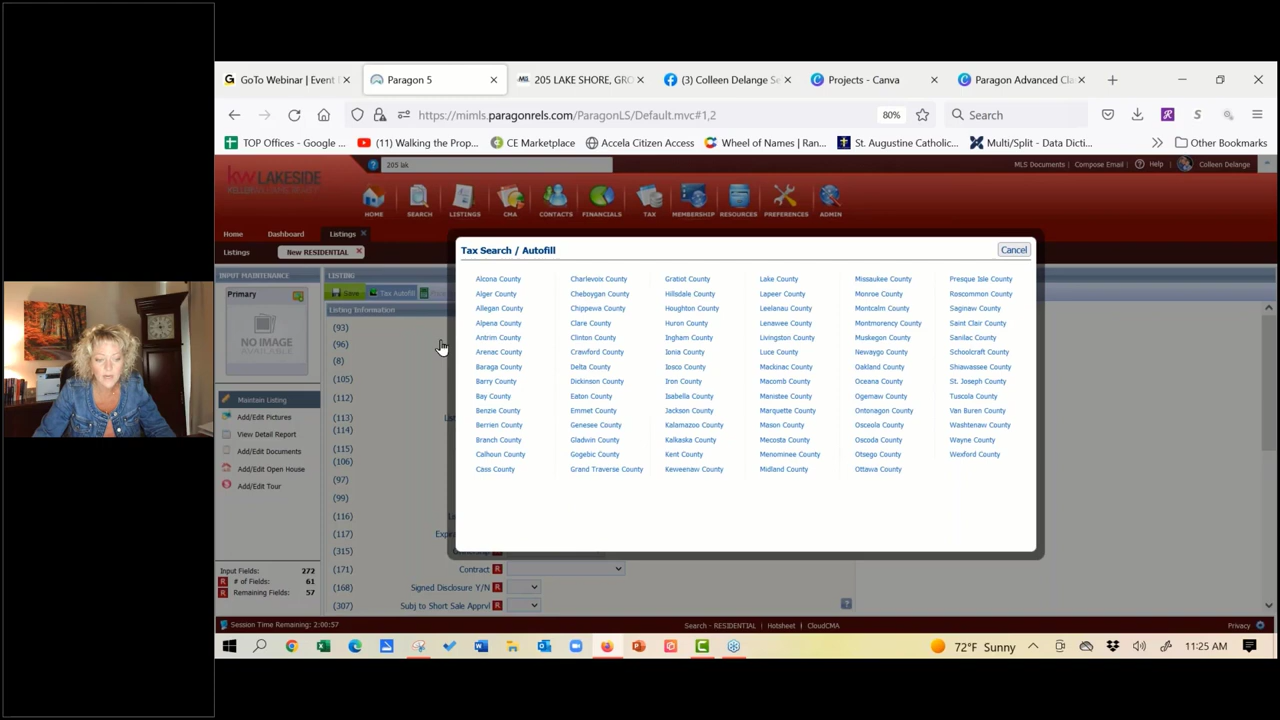 GoTo Webinar | Event
Paragon 5
205 LAKE SHORE, GRO
(3) Colleen Delange Se
Projects - Canva
Paragon Advanced Cla
https://mimls.paragonrels.com/ParagonLS/Default.mvc#1,2
80%
Search
TOP Offices - Google ...
(11) Walking the Prop...
CE Marketplace
Accela Citizen Access
Wheel of Names | Ran...
St. Augustine Catholic...
Multi/Split - Data Dicti...
Other Bookmarks
KW LAKESIDE
205 lak
MLS Documents
Compose Email
Help
Colleen Delange
HOME
SEARCH
LISTINGS
CMA
CONTACTS
FINANCIALS
TAX
MEMBERSHIP
RESOURCES
PREFERENCES
ADMIN
Home
Dashboard
Listings
Listings
New RESIDENTIAL
INPUT MAINTENANCE
Primary
NO IMAGE
AVAILABLE
Maintain Listing
Add/Edit Pictures
View Detail Report
Add/Edit Documents
Add/Edit Open House
Add/Edit Tour
Input Fields: 272
R # of Fields: 61
R Remaining Fields: 57
LISTING
Save
Tax Autofill
Listing Information
(93)
(96)
(8)
(105)
(112)
(113)
(114)
(115)
(106)
(97)
(99)
(116)
(117)
(315)
(171) Contract R
(168) Signed Disclosure Y/N R
(307) Subj to Short Sale Apprvl R
Tax Search / Autofill
Cancel
Alcona County
Alger County
Allegan County
Alpena County
Antrim County
Arenac County
Baraga County
Barry County
Bay County
Benzie County
Berrien County
Branch County
Calhoun County
Cass County
Charlevoix County
Cheboygan County
Chippewa County
Clare County
Clinton County
Crawford County
Delta County
Dickinson County
Eaton County
Emmet County
Genesee County
Gladwin County
Gogebic County
Grand Traverse County
Gratiot County
Hillsdale County
Houghton County
Huron County
Ingham County
Ionia County
Iosco County
Iron County
Isabella County
Jackson County
Kalamazoo County
Kalkaska County
Kent County
Keweenaw County
Lake County
Lapeer County
Leelanau County
Lenawee County
Livingston County
Luce County
Mackinac County
Macomb County
Manistee County
Marquette County
Mason County
Mecosta County
Menominee County
Midland County
Missaukee County
Monroe County
Montcalm County
Montmorency County
Muskegon County
Newaygo County
Oakland County
Oceana County
Ogemaw County
Ontonagon County
Osceola County
Oscoda County
Otsego County
Ottawa County
Presque Isle County
Roscommon County
Saginaw County
Saint Clair County
Sanilac County
Schoolcraft County
Shiawassee County
St. Joseph County
Tuscola County
Van Buren County
Washtenaw County
Wayne County
Wexford County
Session Time Remaining: 2:00:57
Search - RESIDENTIAL | Hotsheet | CloudCMA
Privacy
72°F Sunny
11:25 AM